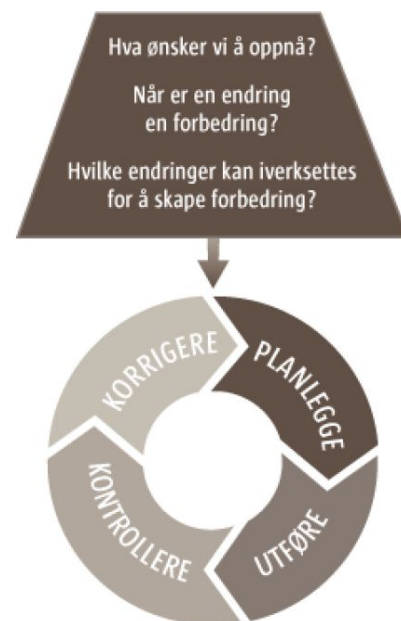 Hva ønsker vi å oppnå?
Når er en endring
en forbedring?
Hvilke endringer kan iverksettes
for å skape forbedring?
PLANLEGGE
UTFØRE
KONTROLLERE
KORRIGERE